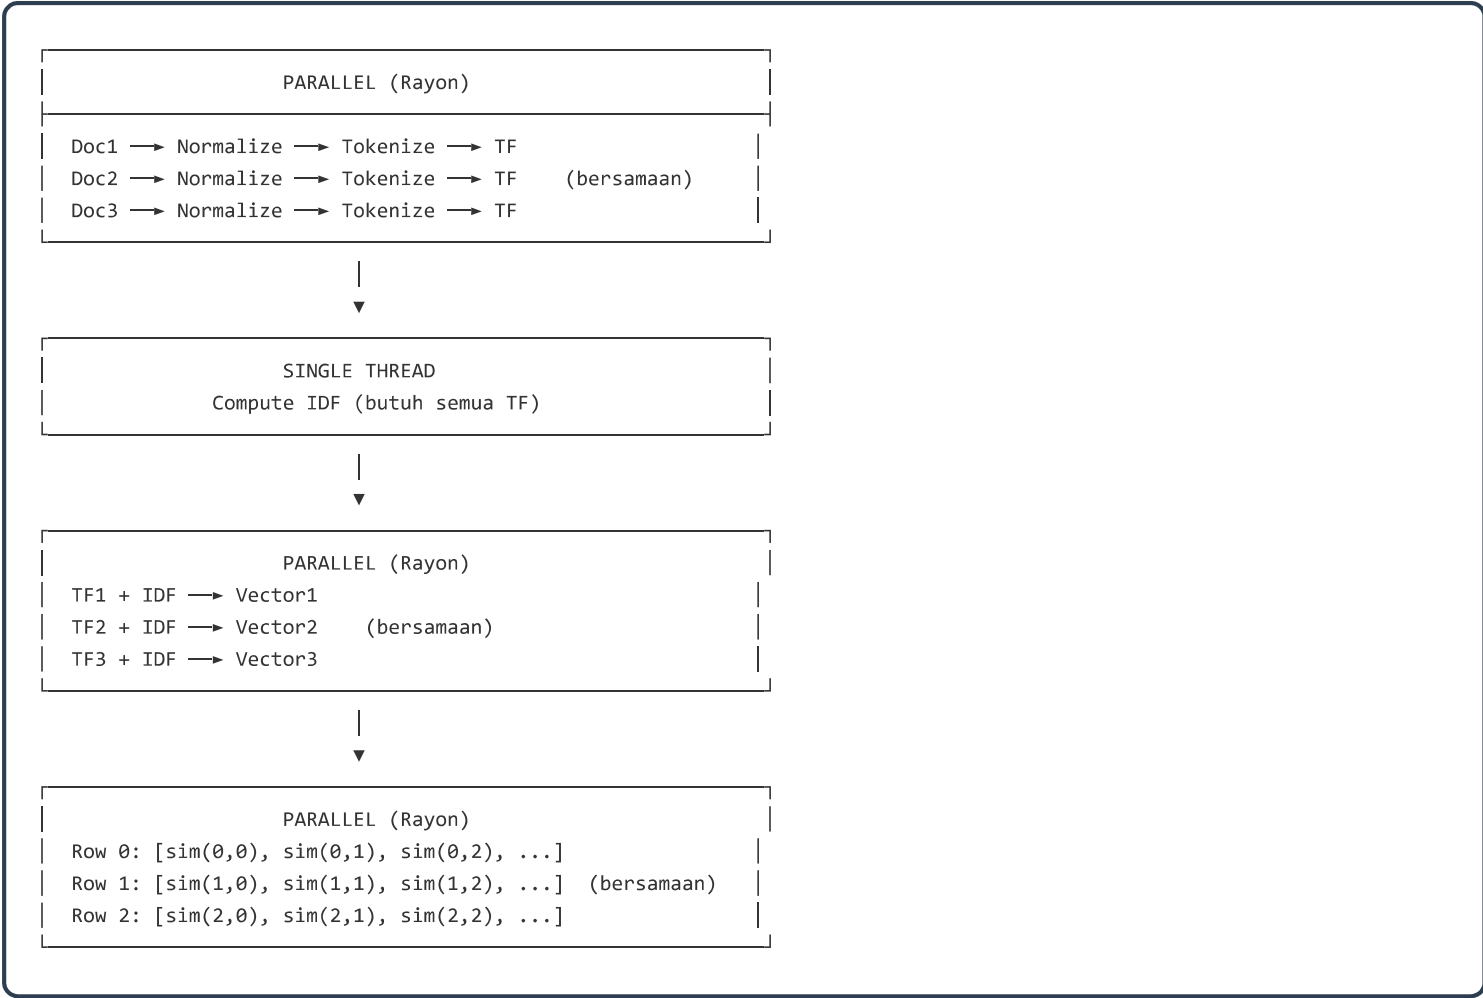 PARALLEL (Rayon)
Doc1 ──► Normalize ──► Tokenize ──► TF
Doc2 ──► Normalize ──► Tokenize ──► TF (bersamaan)
Doc3 ──► Normalize ──► Tokenize ──► TF
SINGLE THREAD
Compute IDF (butuh semua TF)
PARALLEL (Rayon)
TF1 + IDF ──► Vector1
TF2 + IDF ──► Vector2 (bersamaan)
TF3 + IDF ──► Vector3
PARALLEL (Rayon)
Row 0: [sim(0,0), sim(0,1), sim(0,2), ...]
Row 1: [sim(1,0), sim(1,1), sim(1,2), ...] (bersamaan)
Row 2: [sim(2,0), sim(2,1), sim(2,2), ...]